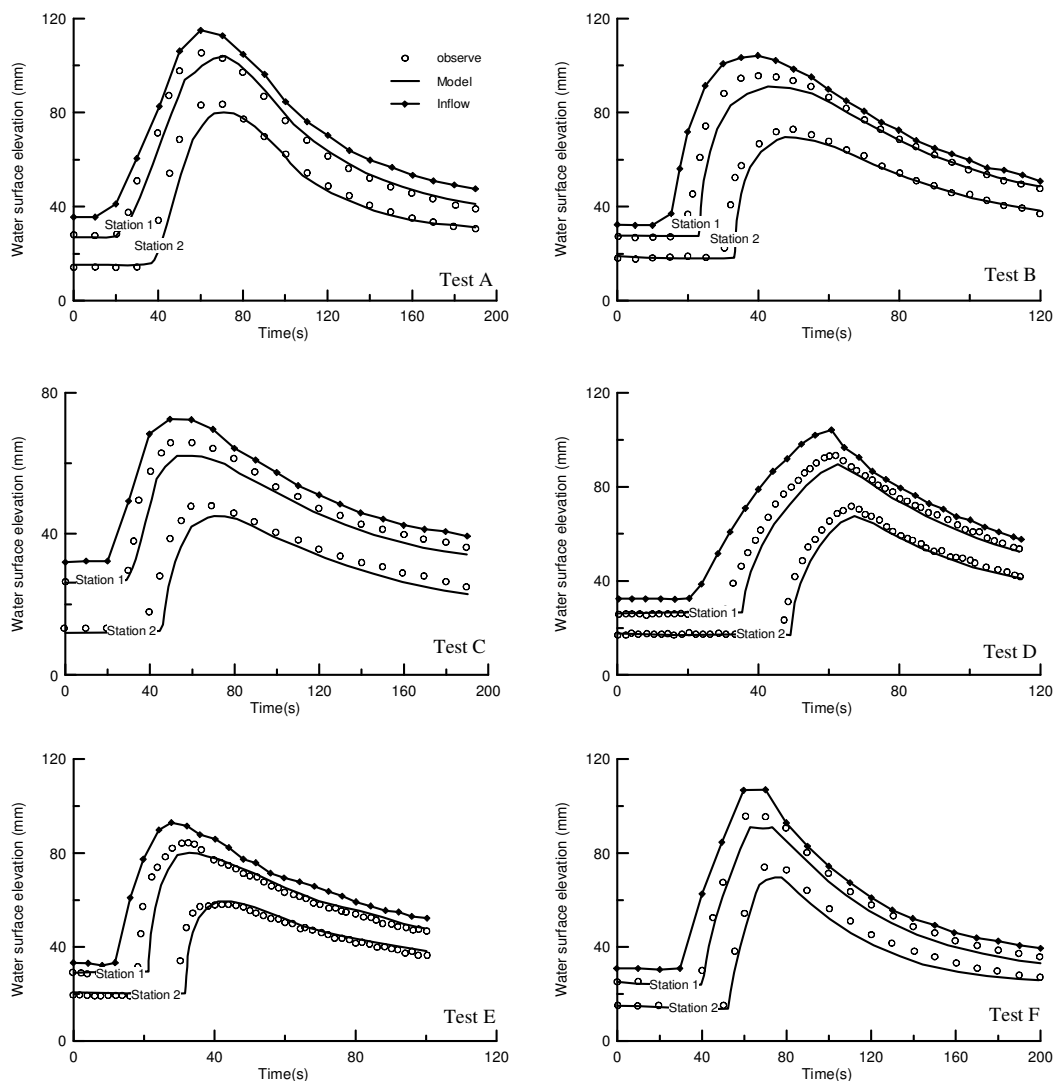 120
80
40
0
Water surface elevation (mm)
observe
Model
Inflow
Station 1
Station 2
Test A
0 40 80 120 160 200
Time(s)
120
80
40
0
Water surface elevation (mm)
Station 1
Station 2
Test B
0 40 80 120
Time(s)
80
40
0
Water surface elevation (mm)
Station 1
Station 2
Test C
0 40 80 120 160 200
Time(s)
120
80
40
0
Water surface elevation (mm)
Station 1
Station 2
Test D
0 40 80 120
Time(s)
120
80
40
0
Water surface elevation (mm)
Station 1
Station 2
Test E
0 40 80 120
Time(s)
120
80
40
0
Water surface elevation (mm)
Station 1
Station 2
Test F
0 40 80 120 160 200
Time(s)